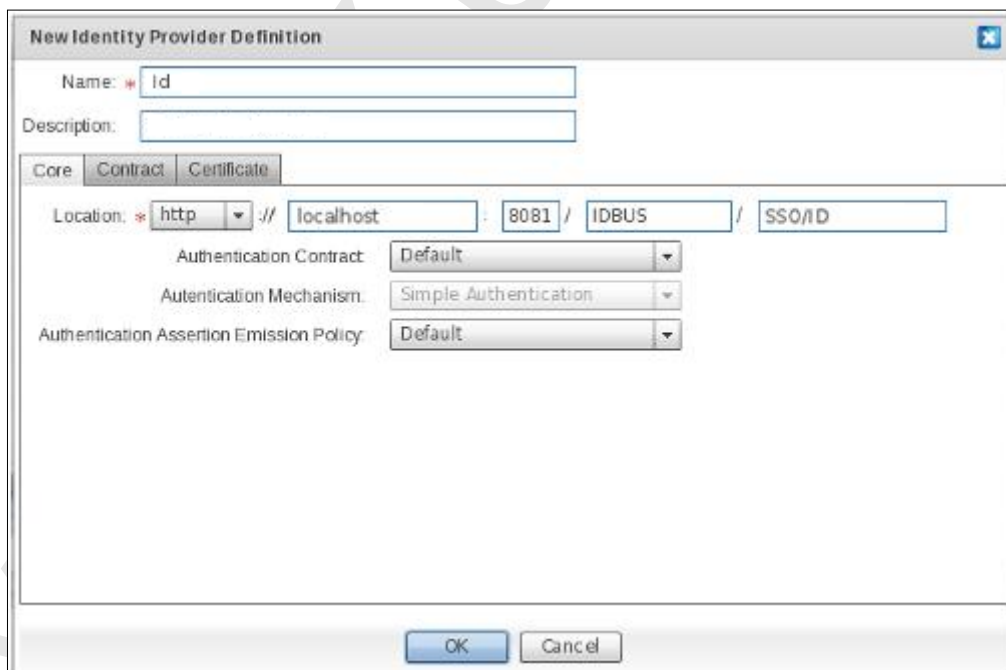 New Identity Provider Definition
Name: * Id
Description:
Core Contract Certificate
Location: * http :// localhost : 8081 / IDBUS / SSO/ID
Authentication Contract: Default
Autentication Mechanism: Simple Authentication
Authentication Assertion Emission Policy: Default
OK Cancel